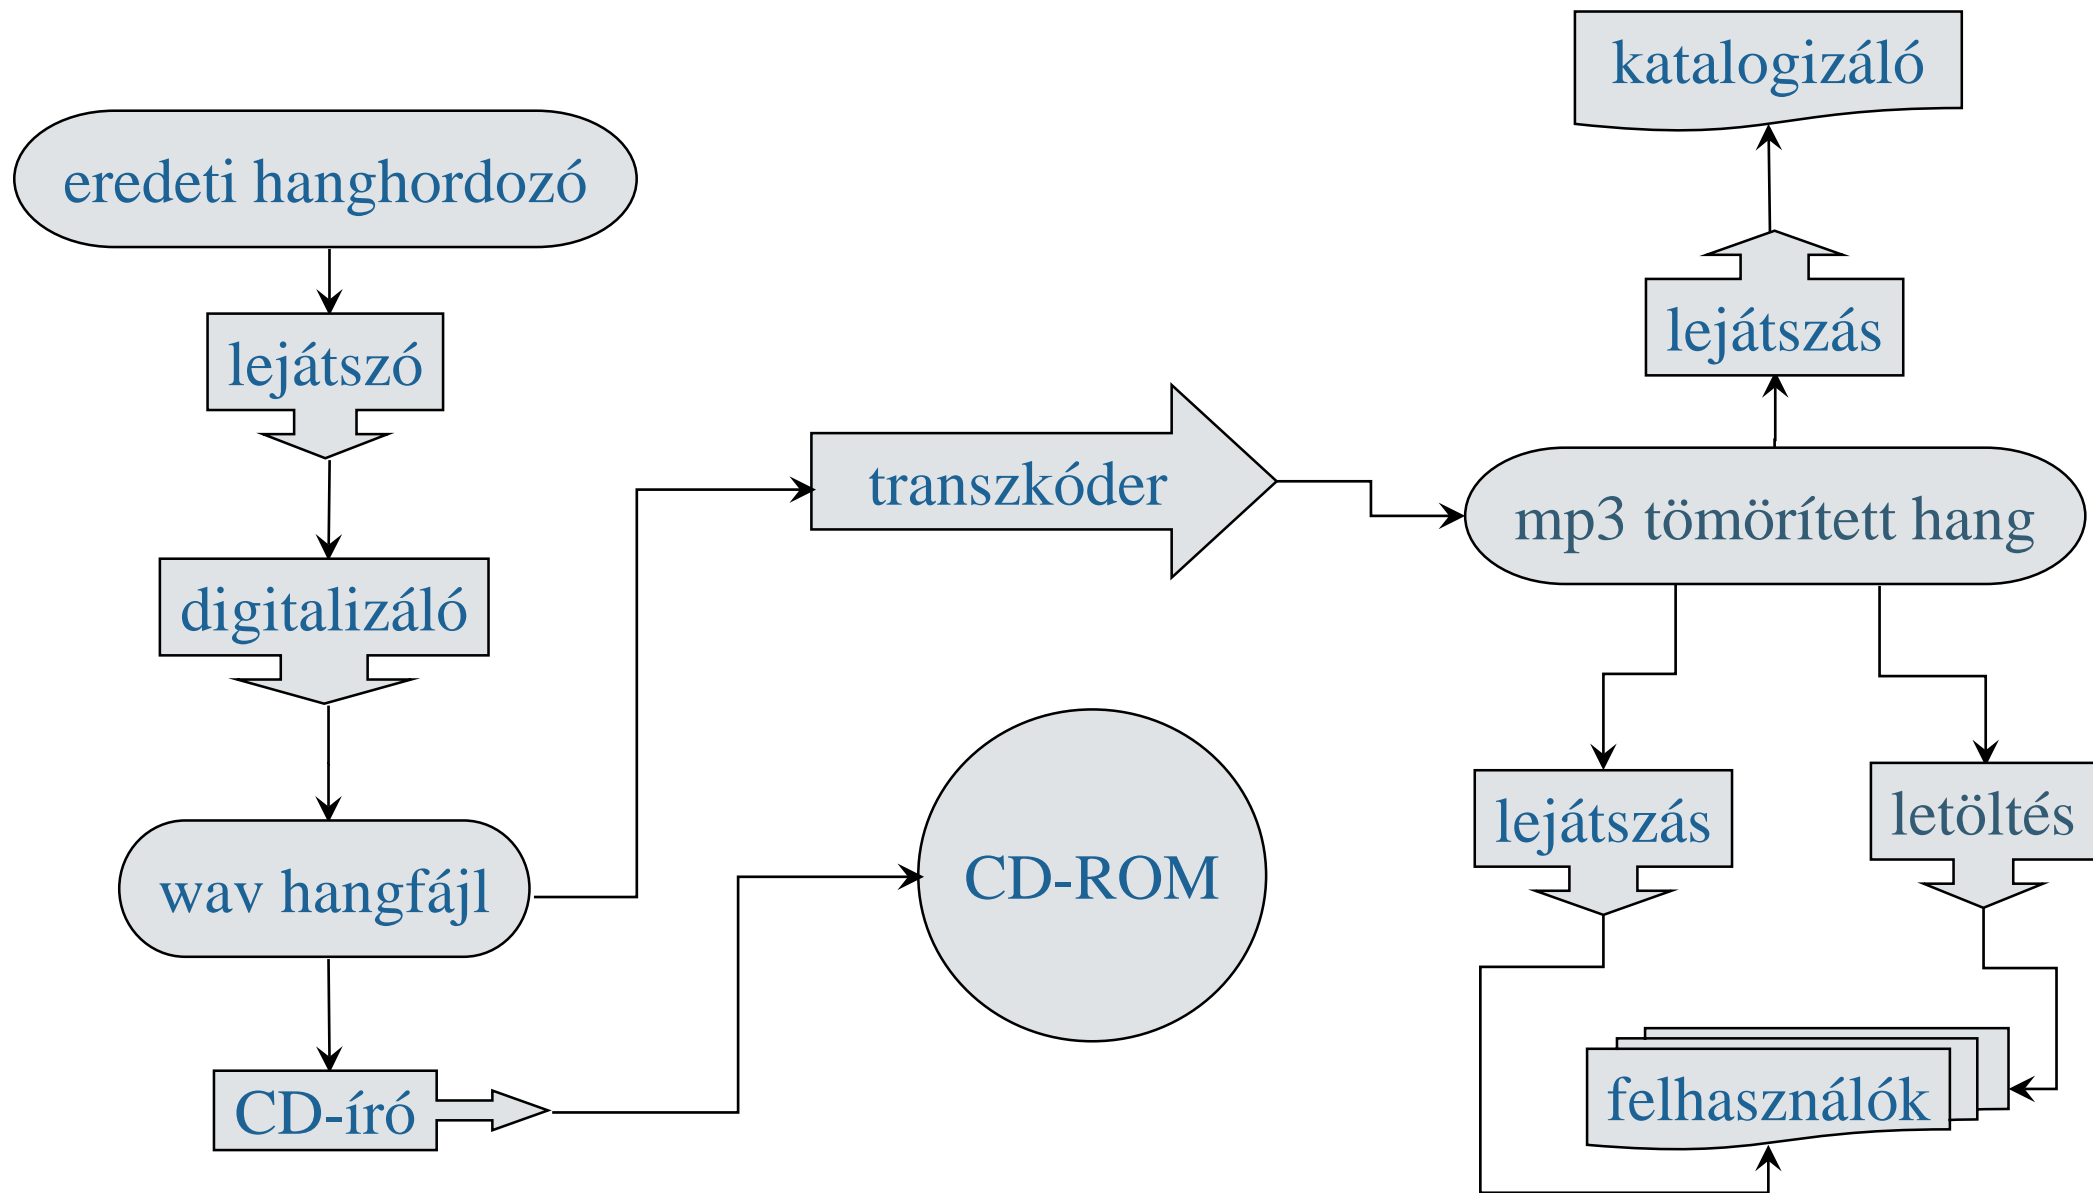 eredeti hanghordozó
lejátszó
digitalizáló
wav hangfájl
CD-író
transzkóder
CD-ROM
katalogizáló
lejátszás
mp3 tömörített hang
lejátszás
letöltés
felhasználók